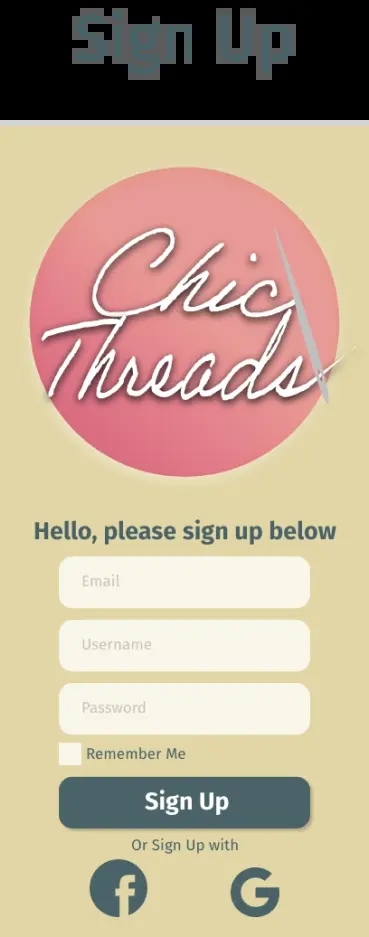 Sign Up
Chic
Threads
Hello, please sign up below
Email
Username
Password
Remember Me
Sign Up
Or Sign Up with
f G